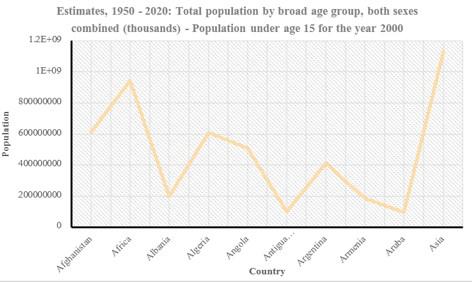 Estimates, 1950 - 2020: Total population by broad age group, both sexes
combined (thousands) - Population under age 15 for the year 2000
1.2E+09
1E+09
800000000
600000000
400000000
200000000
0
Population
Afghanistan
Africa
Albania
Algeria
Angola
Antigua…
Argentina
Armenia
Aruba
Asia
Country